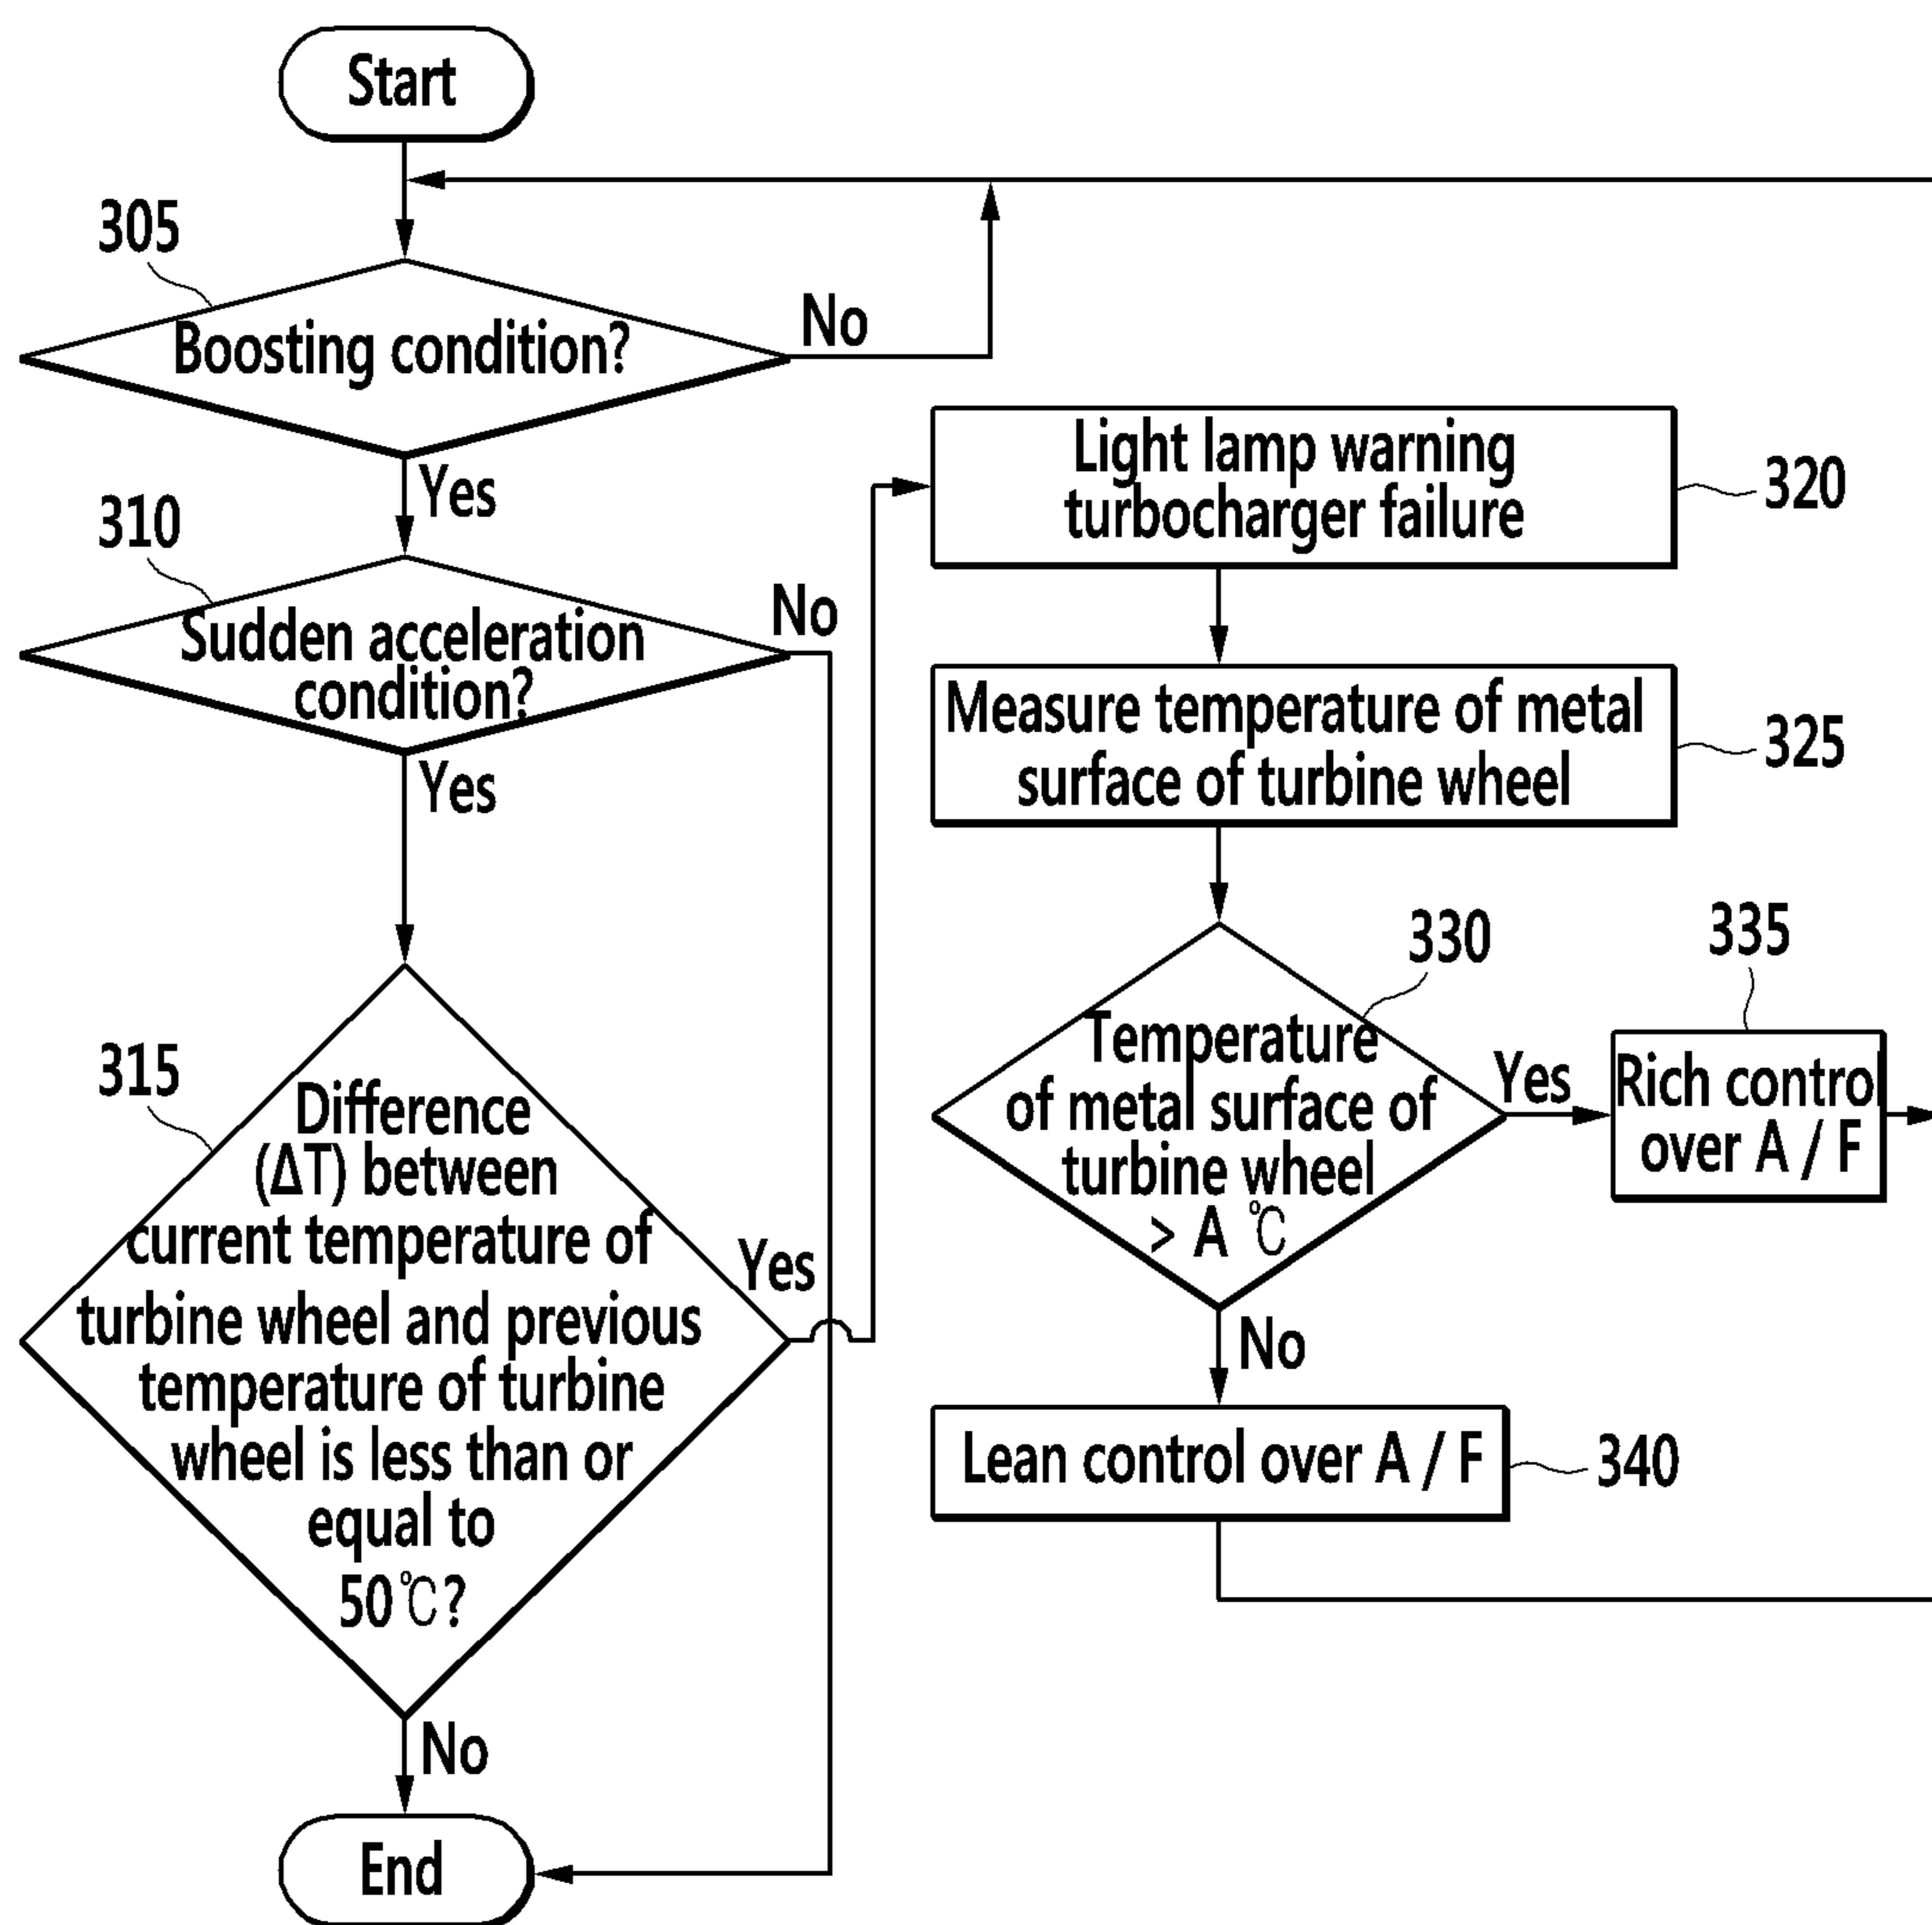 Start
305
Boosting condition?
No
Yes
310
Sudden acceleration
condition?
No
Yes
315
Difference
(ΔT) between
current temperature of
turbine wheel and previous
temperature of turbine
wheel is less than or
equal to
50℃?
Yes
No
End
Light lamp warning
turbocharger failure
320
Measure temperature of metal
surface of turbine wheel
325
330
Temperature
of metal surface of
turbine wheel
> A ℃
Yes
335
Rich control
over A / F
No
Lean control over A / F
340